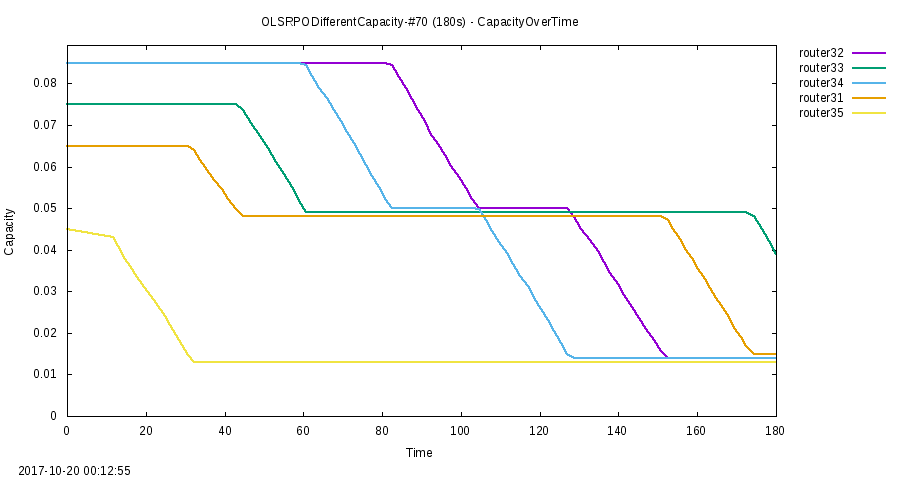 OLSRPODifferentCapacity-#70 (180s) - CapacityOverTime
router32
router33
router34
router31
router35
0.08
0.07
0.06
0.05
0.04
0.03
0.02
0.01
0
Capacity
0 20 40 60 80 100 120 140 160 180
Time
2017-10-20 00:12:55